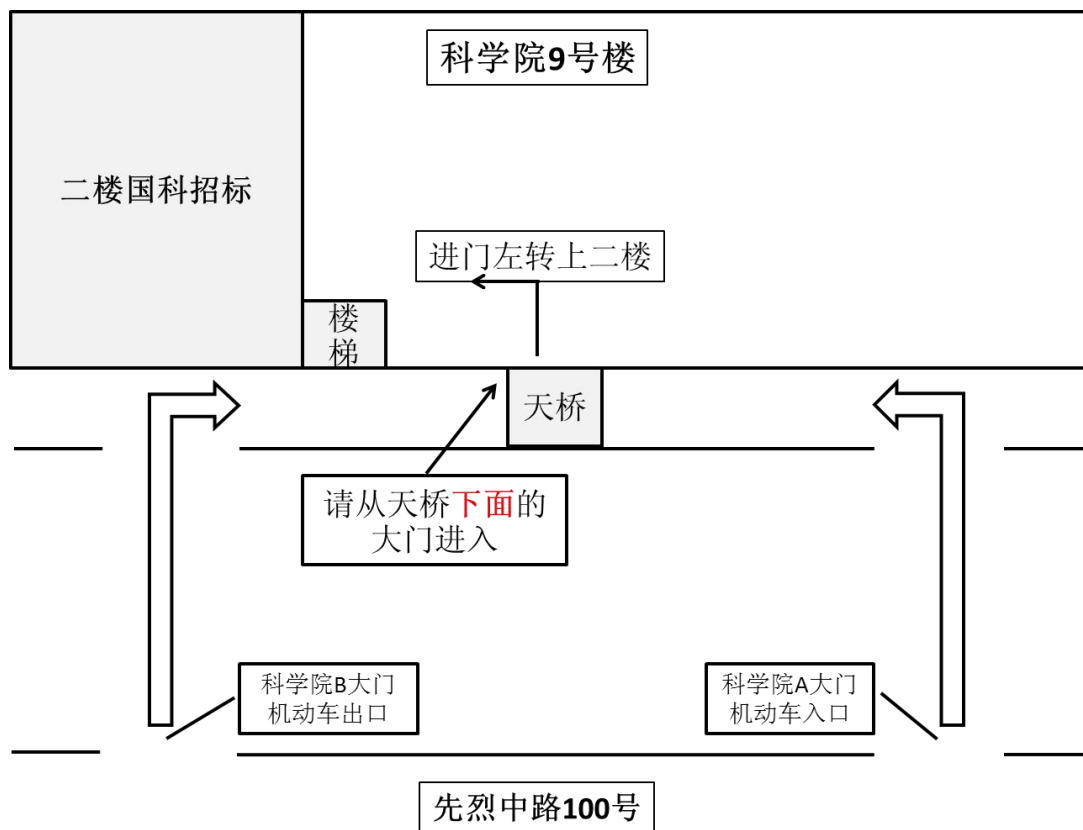 科学院9号楼
二楼国科招标
进门左转上二楼
楼
梯
天桥
请从天桥下面的
大门进入
科学院B大门
机动车出口
科学院A大门
机动车入口
先烈中路100号